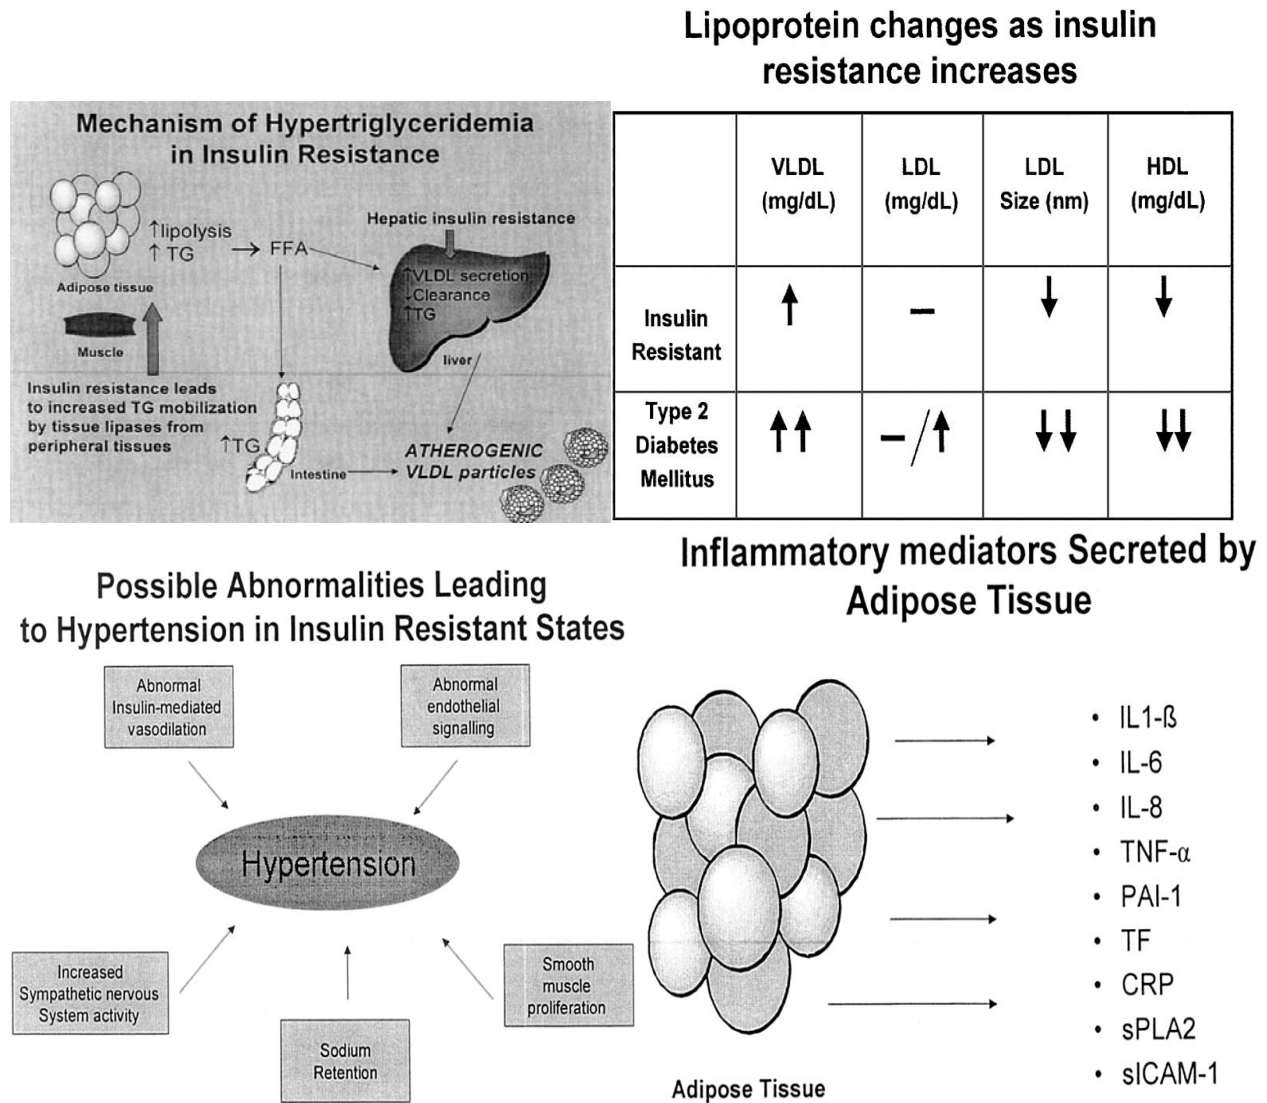 Mechanism of Hypertriglyceridemia
in Insulin Resistance
↑lipolysis
↑ TG
FFA
Adipose tissue
Muscle
Insulin resistance leads
to increased TG mobilization
by tissue lipases from
peripheral tissues
Hepatic insulin resistance
↑VLDL secretion
↓Clearance
↑TG
liver
↑TG
Intestine
ATHEROGENIC
VLDL particles
Lipoprotein changes as insulin
resistance increases
VLDL LDL LDL HDL
(mg/dL) (mg/dL) Size (nm) (mg/dL)
Insulin
Resistant
↑ – ↓ ↓
Type 2
Diabetes
Mellitus
↑↑ –/↑ ↓↓ ↓↓
Possible Abnormalities Leading
to Hypertension in Insulin Resistant States
Abnormal
Insulin-mediated
vasodilation
Abnormal
endothelial
signalling
Hypertension
Increased
Sympathetic nervous
System activity
Sodium
Retention
Smooth
muscle
proliferation
Inflammatory mediators Secreted by
Adipose Tissue
• IL1-ß
• IL-6
• IL-8
• TNF-α
• PAI-1
• TF
• CRP
• sPLA2
• sICAM-1
Adipose Tissue